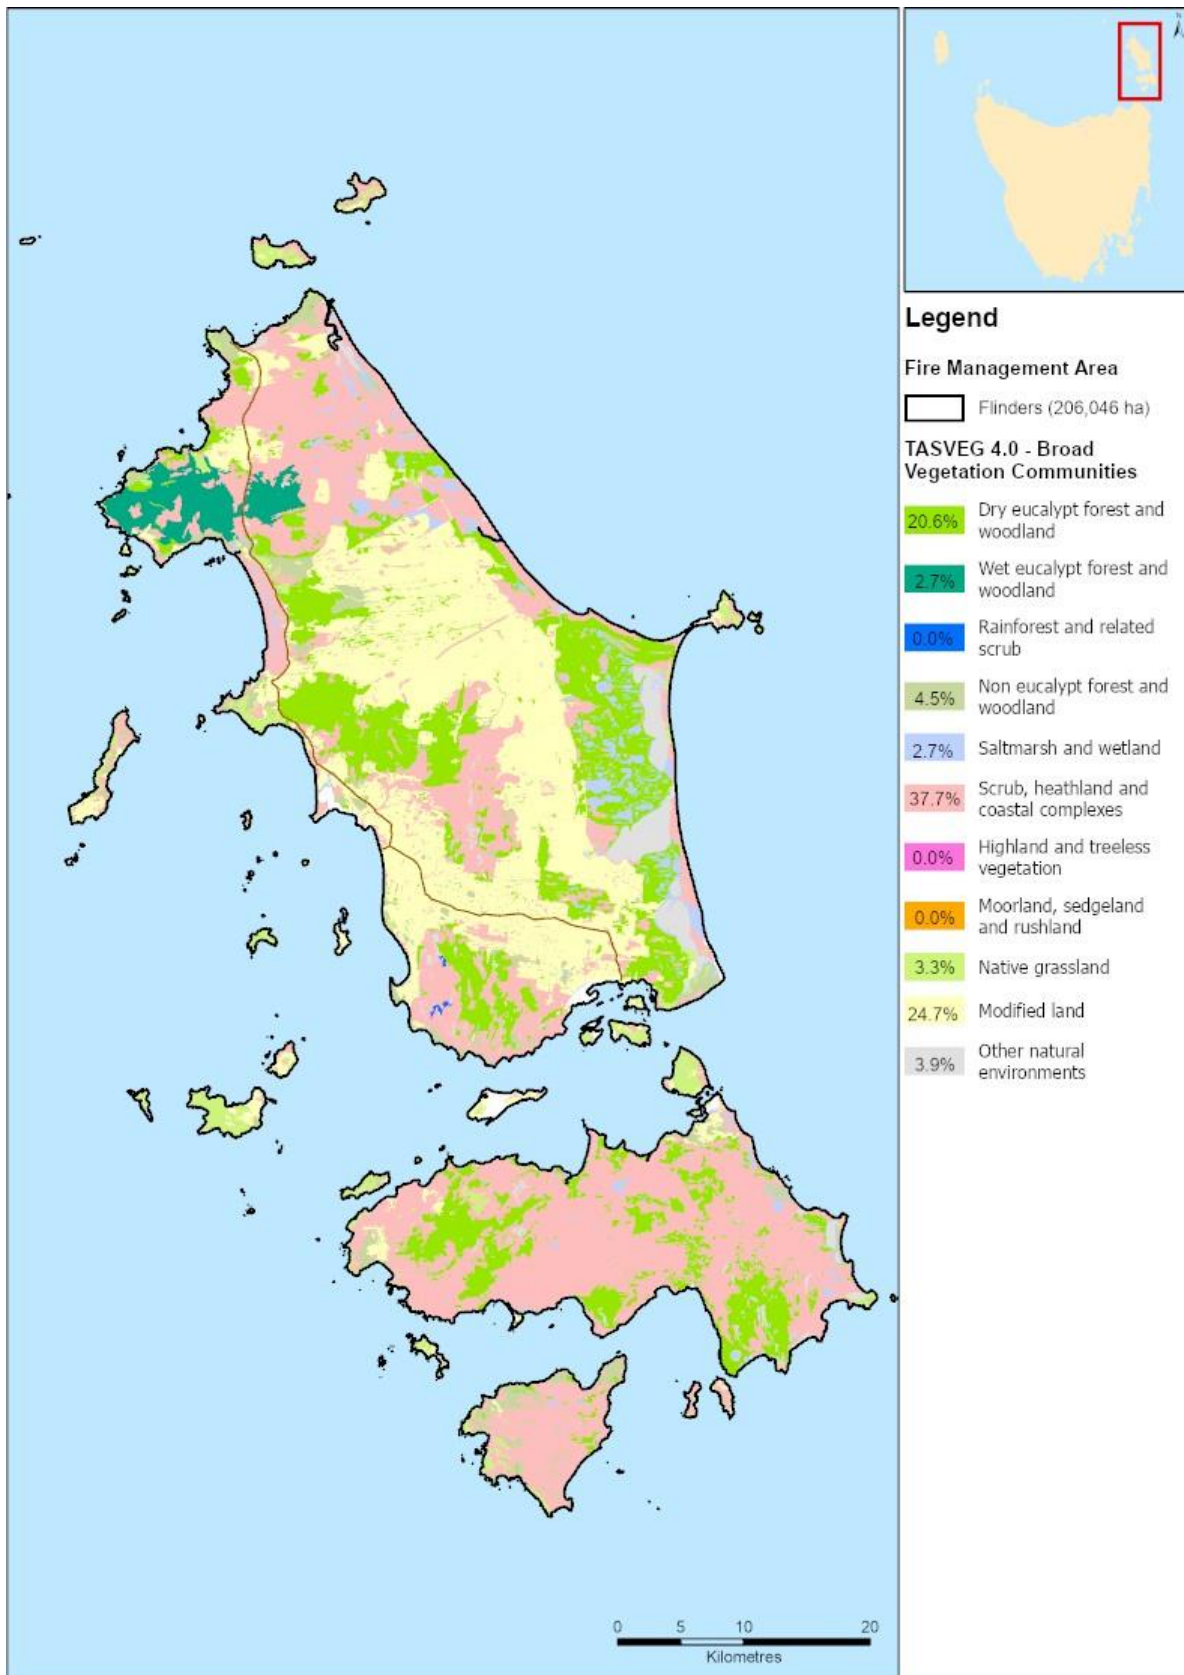 N
Legend
Fire Management Area
Flinders (206,046 ha)
TASVEG 4.0 - Broad
Vegetation Communities
20.6% Dry eucalypt forest and
woodland
2.7% Wet eucalypt forest and
woodland
0.0% Rainforest and related
scrub
4.5% Non eucalypt forest and
woodland
2.7% Saltmarsh and wetland
37.7% Scrub, heathland and
coastal complexes
0.0% Highland and treeless
vegetation
0.0% Moorland, sedgeland
and rushland
3.3% Native grassland
24.7% Modified land
3.9% Other natural
environments
0 5 10 20
Kilometres